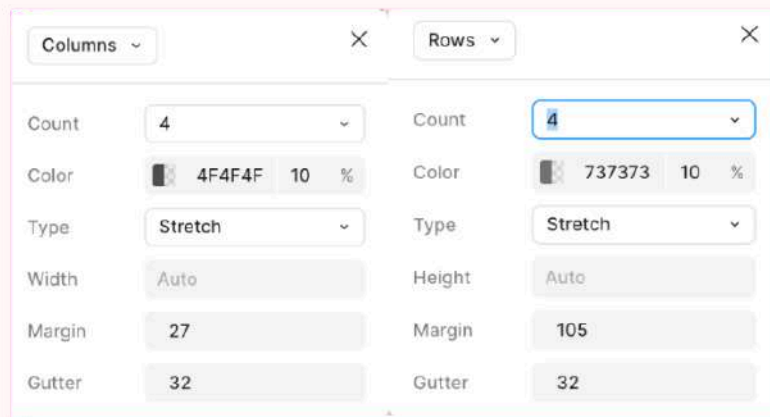 Columns
Count 4
Color 4F4F4F 10 %
Type Stretch
Width Auto
Margin 27
Gutter 32
Rows
Count 4
Color 737373 10 %
Type Stretch
Height Auto
Margin 105
Gutter 32